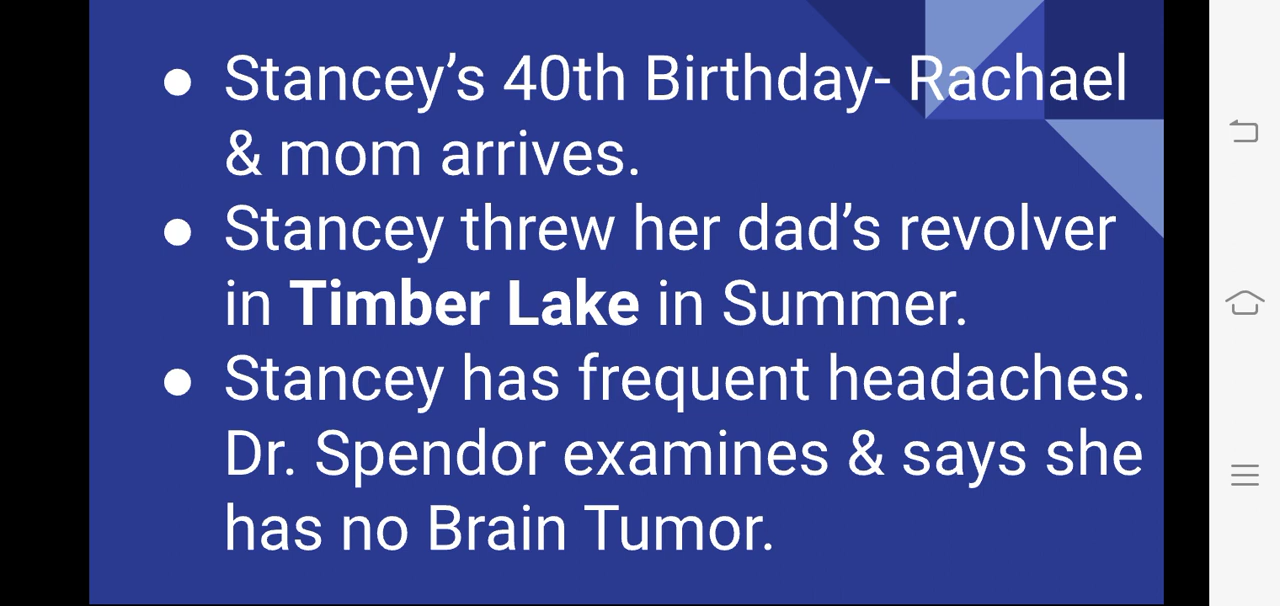 ● Stancey’s 40th Birthday- Rachael
& mom arrives.
● Stancey threw her dad’s revolver
in Timber Lake in Summer.
● Stancey has frequent headaches.
Dr. Spendor examines & says she
has no Brain Tumor.